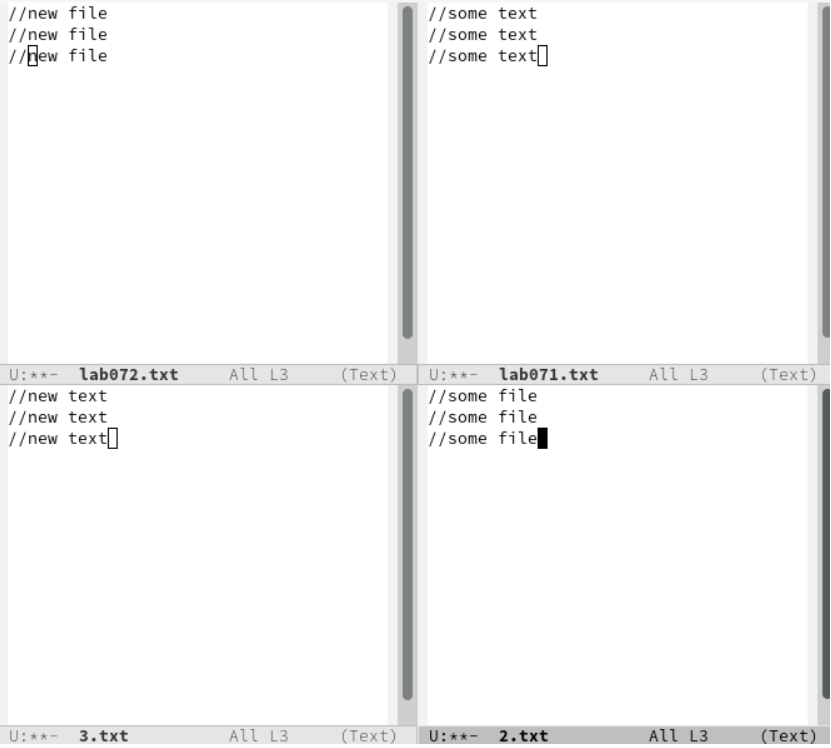 //new file
//new file
//new file
U:**-  lab072.txt     All L3     (Text)
//some text
//some text
//some text
U:**-  lab071.txt     All L3     (Text)
//new text
//new text
//new text
U:**-  3.txt          All L3     (Text)
//some file
//some file
//some file
U:**-  2.txt          All L3     (Text)